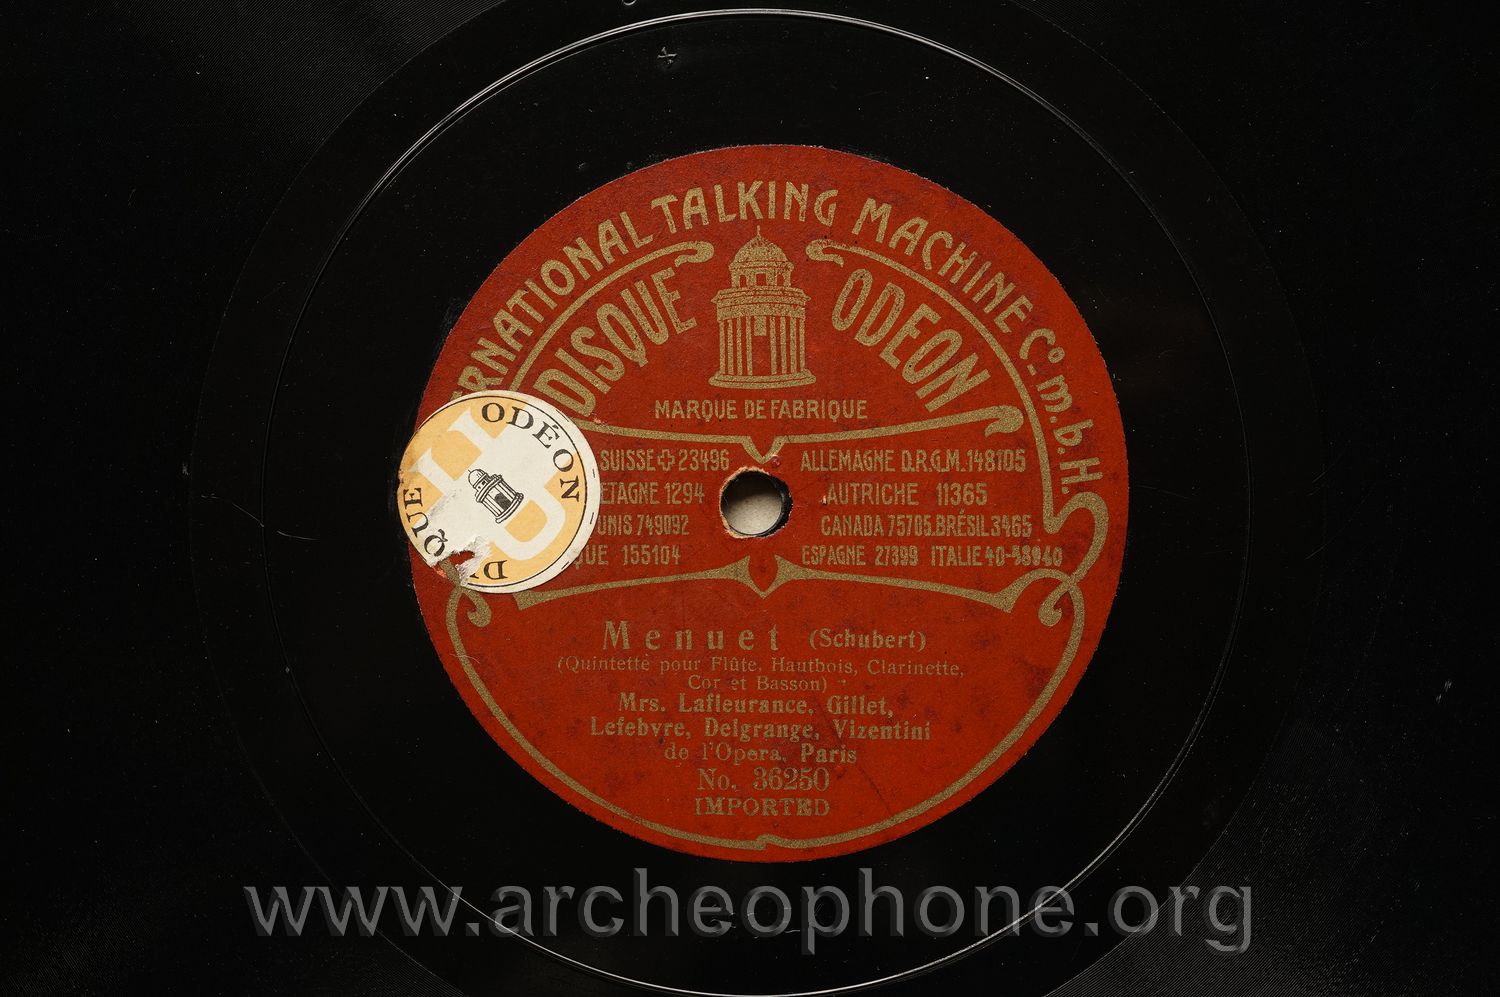 ERNATIONAL TALKING MACHINE Co. m.b.H.
DISQUE ODEON
MARQUE DE FABRIQUE
SUISSE 23496 ALLEMAGNE D.R.G.M. 148105
ETAGNE 1294 AUTRICHE 11365
UNIS 749092 CANADA 75705. BRÉSIL 3465
QUE 155104 ESPAGNE 27399 ITALIE 40-58940
DISQUE ODÉON
Menuet (Schubert)
(Quintette pour Flûte, Hautbois, Clarinette,
Cor et Basson)
Mrs. Lafleurance, Gillet,
Lefebvre, Delgrange, Vizentini
de l'Opera, Paris
No. 36250
IMPORTED
www.archeophone.org